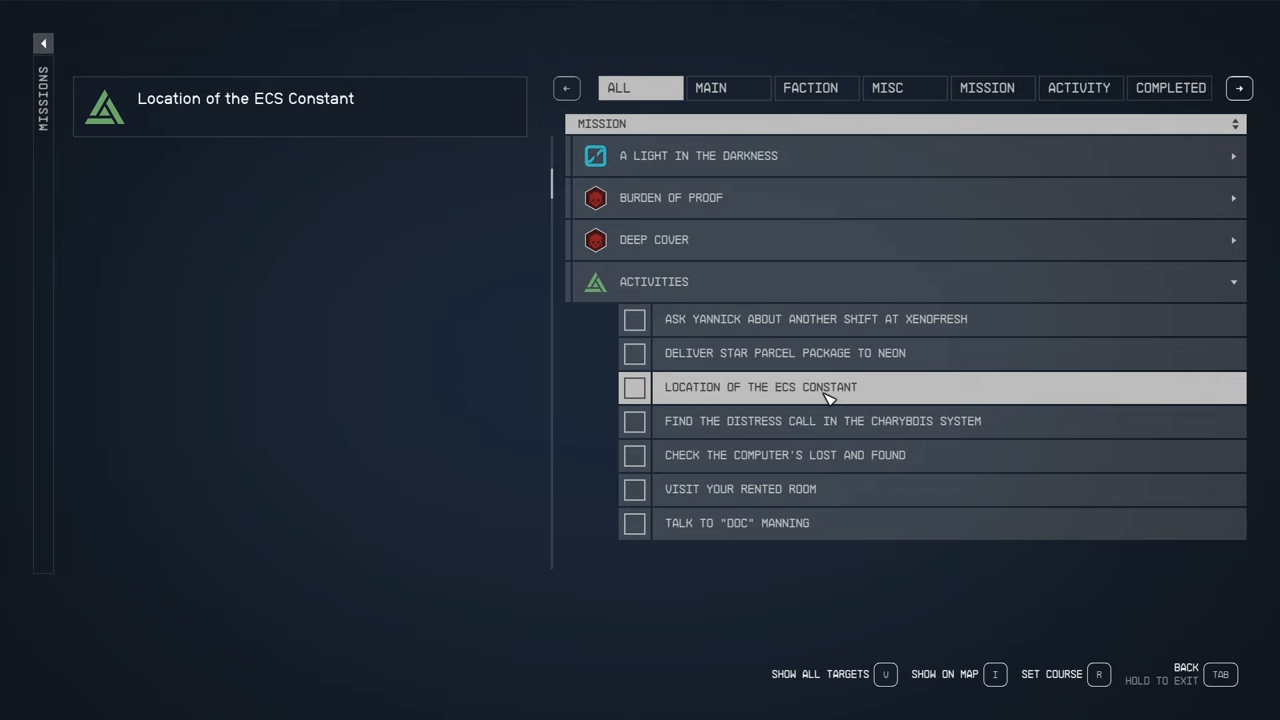 MISSIONS
Location of the ECS Constant
ALL MAIN FACTION MISC MISSION ACTIVITY COMPLETED
MISSION
A LIGHT IN THE DARKNESS
BURDEN OF PROOF
DEEP COVER
ACTIVITIES
ASK YANNICK ABOUT ANOTHER SHIFT AT XENOFRESH
DELIVER STAR PARCEL PACKAGE TO NEON
LOCATION OF THE ECS CONSTANT
FIND THE DISTRESS CALL IN THE CHARYBDIS SYSTEM
CHECK THE COMPUTER'S LOST AND FOUND
VISIT YOUR RENTED ROOM
TALK TO "DOC" MANNING
SHOW ALL TARGETS V SHOW ON MAP I SET COURSE R BACK TAB
HOLD TO EXIT